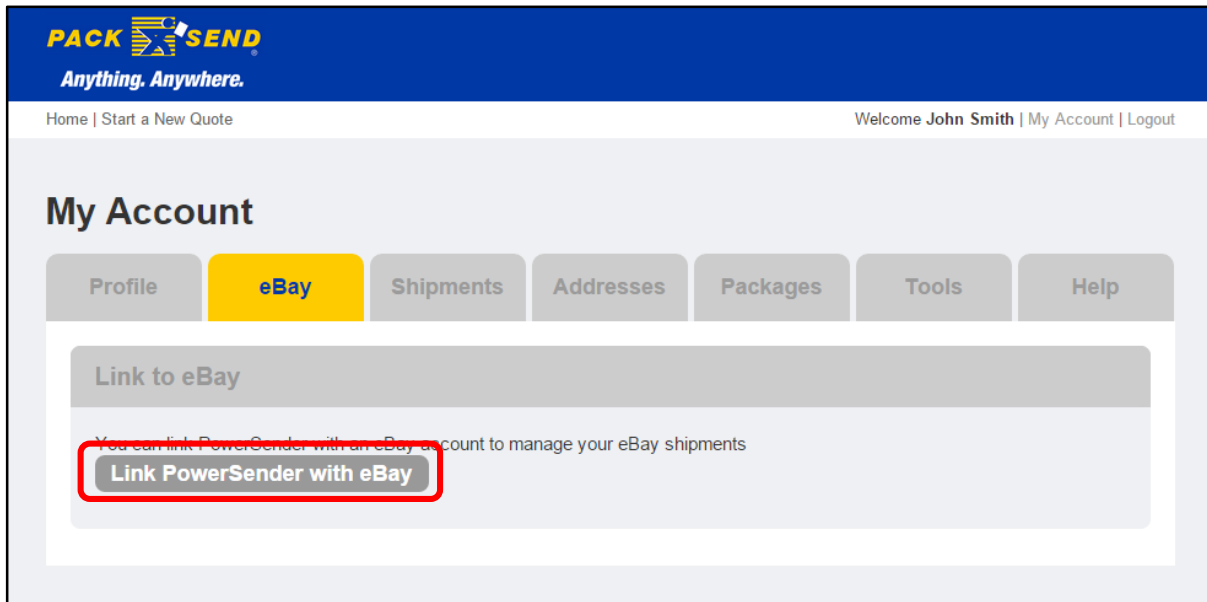 PACK SEND
Anything. Anywhere.
Home | Start a New Quote
Welcome John Smith | My Account | Logout
My Account
Profile
eBay
Shipments
Addresses
Packages
Tools
Help
Link to eBay
You can link PowerSender with an eBay account to manage your eBay shipments
Link PowerSender with eBay